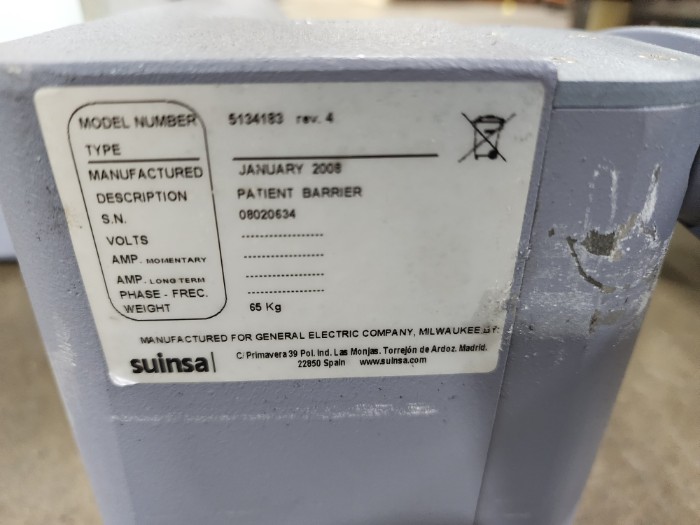 MODEL NUMBER 5134183 rev. 4
TYPE
MANUFACTURED JANUARY 2008
DESCRIPTION PATIENT BARRIER
S.N. 08020634
VOLTS ...................
AMP. MOMENTARY ...................
AMP. LONG TERM ...................
PHASE - FREC. ...................
WEIGHT 65 Kg
MANUFACTURED FOR GENERAL ELECTRIC COMPANY, MILWAUKEE BY:
suinsa
C/ Primavera 39 Pol. Ind. Las Monjas. Torrejón de Ardoz. Madrid.
22850 Spain www.suinsa.com